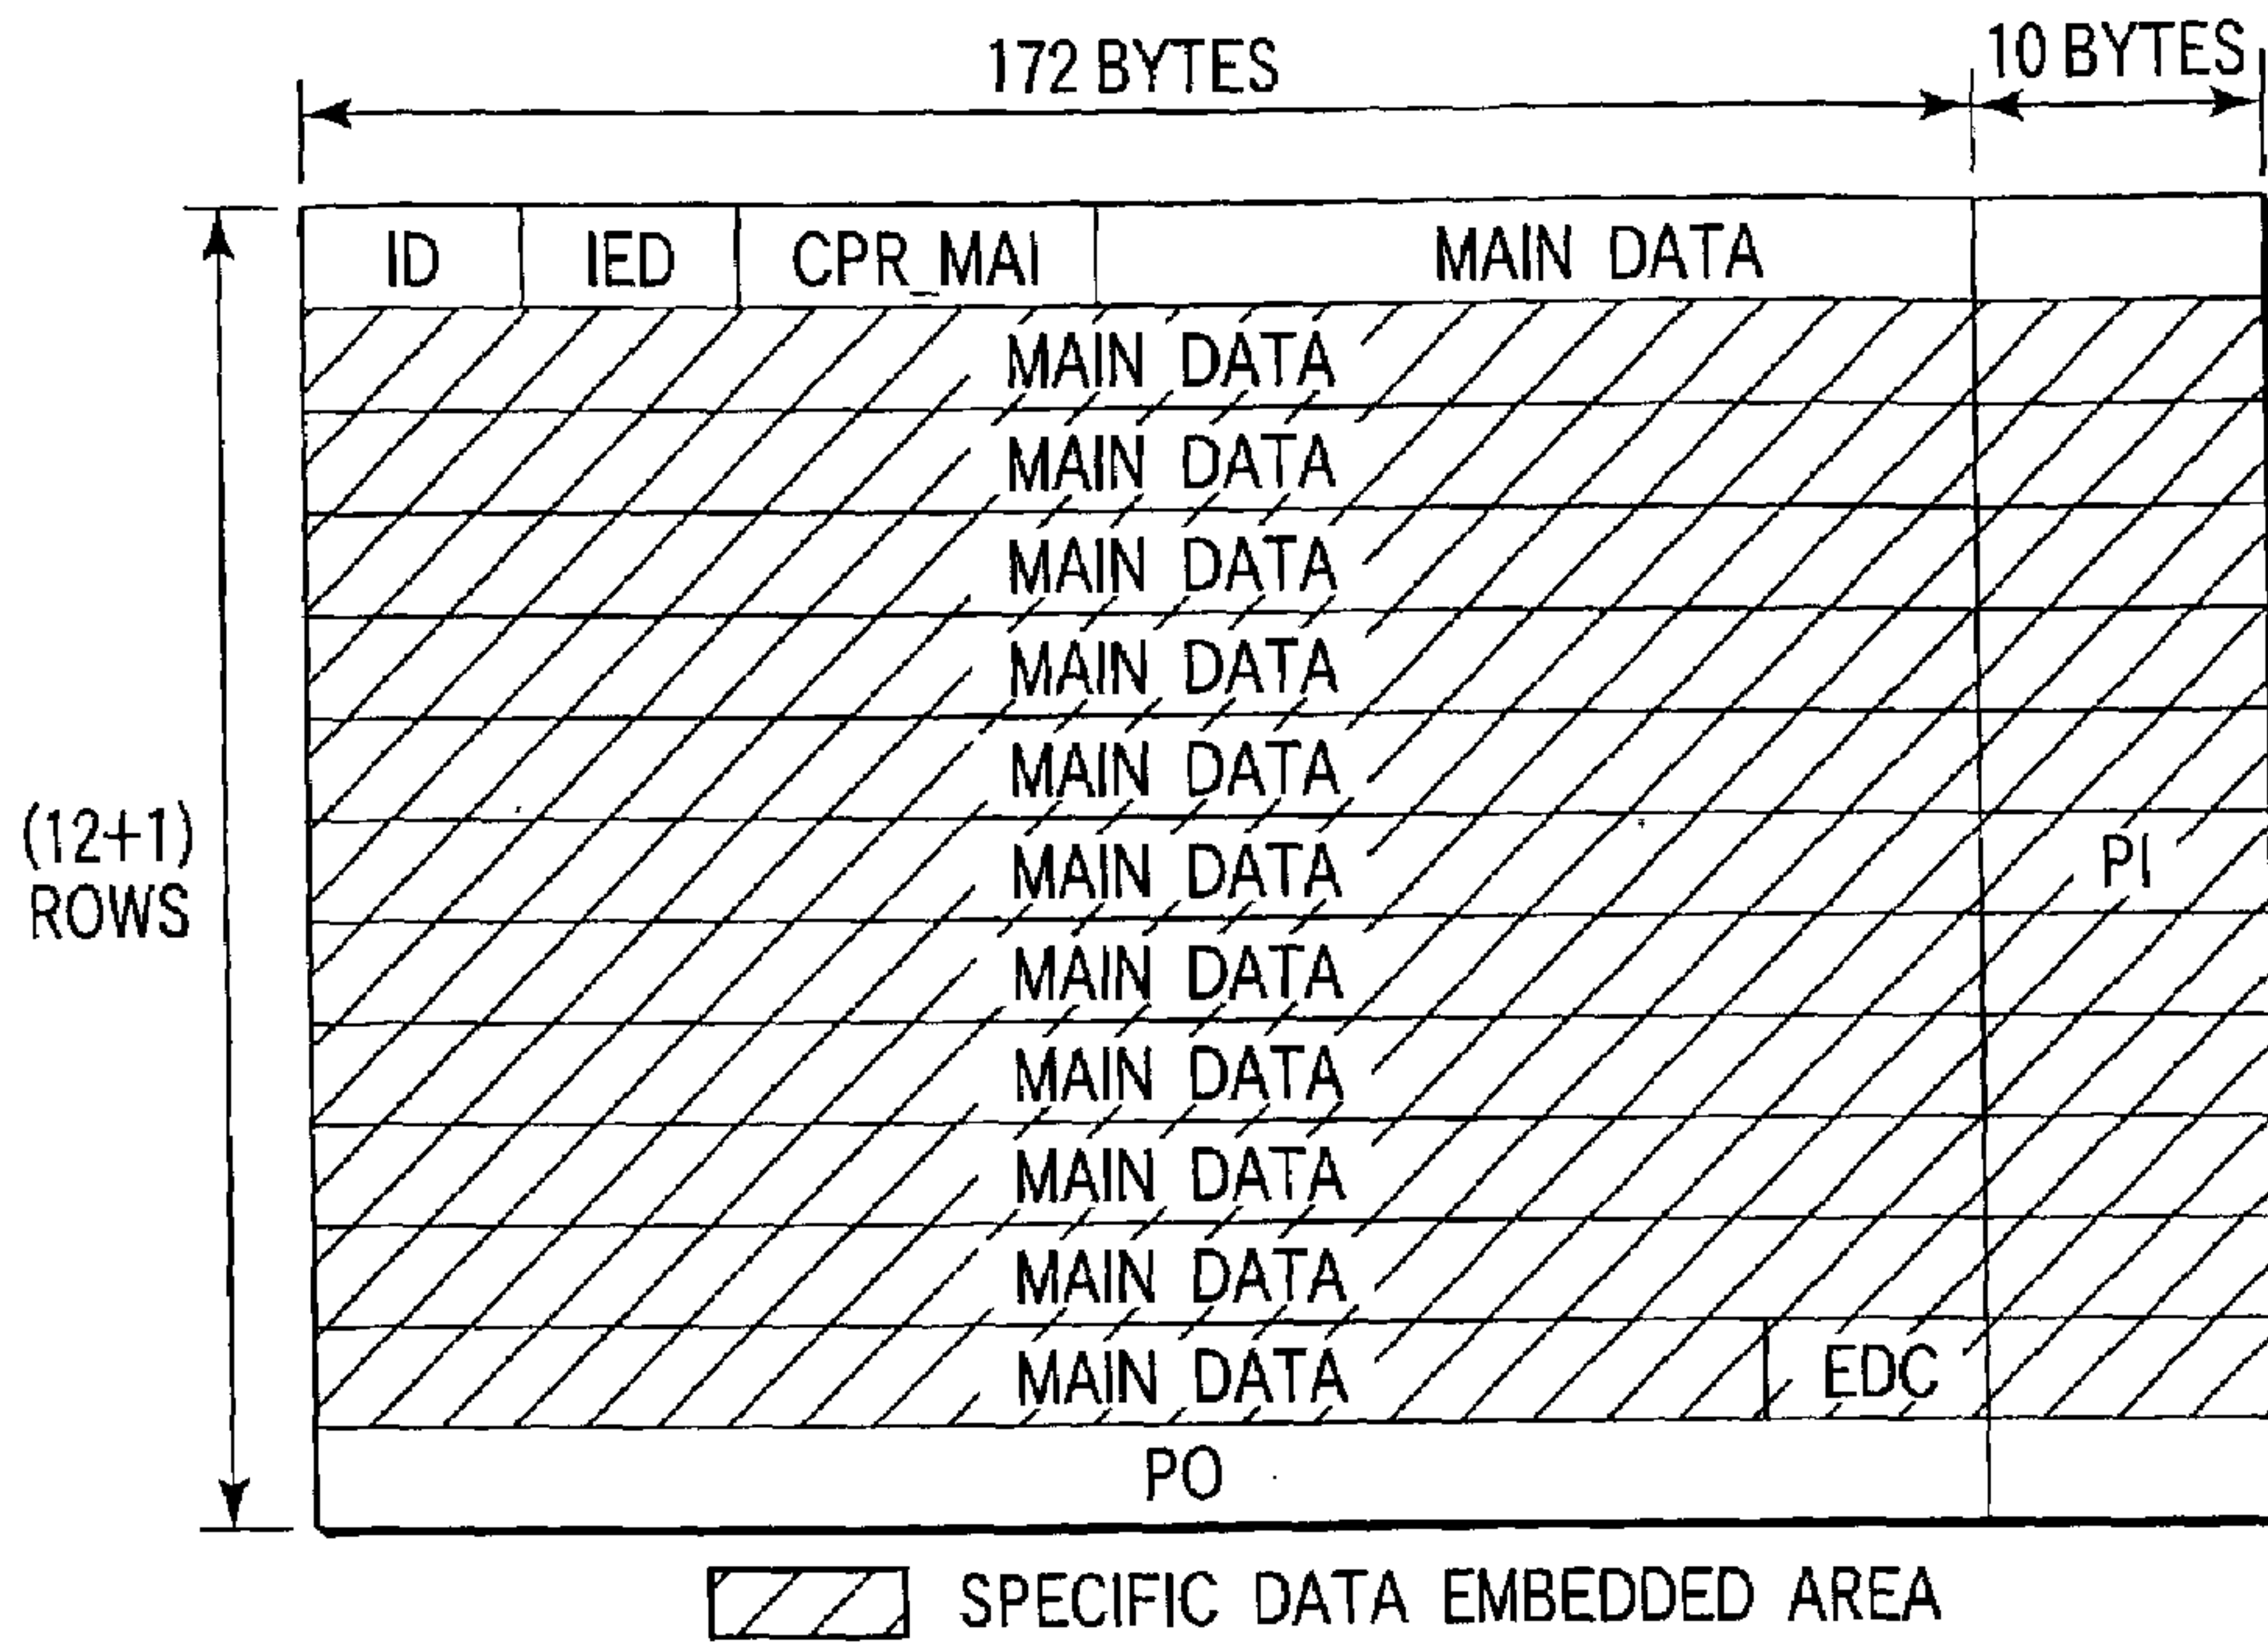 172 BYTES 10 BYTES
ID IED CPR_MAI MAIN DATA
MAIN DATA
MAIN DATA
MAIN DATA
MAIN DATA
MAIN DATA
(12+1)
ROWS
MAIN DATA PI
MAIN DATA
MAIN DATA
MAIN DATA
MAIN DATA
MAIN DATA EDC
PO
SPECIFIC DATA EMBEDDED AREA